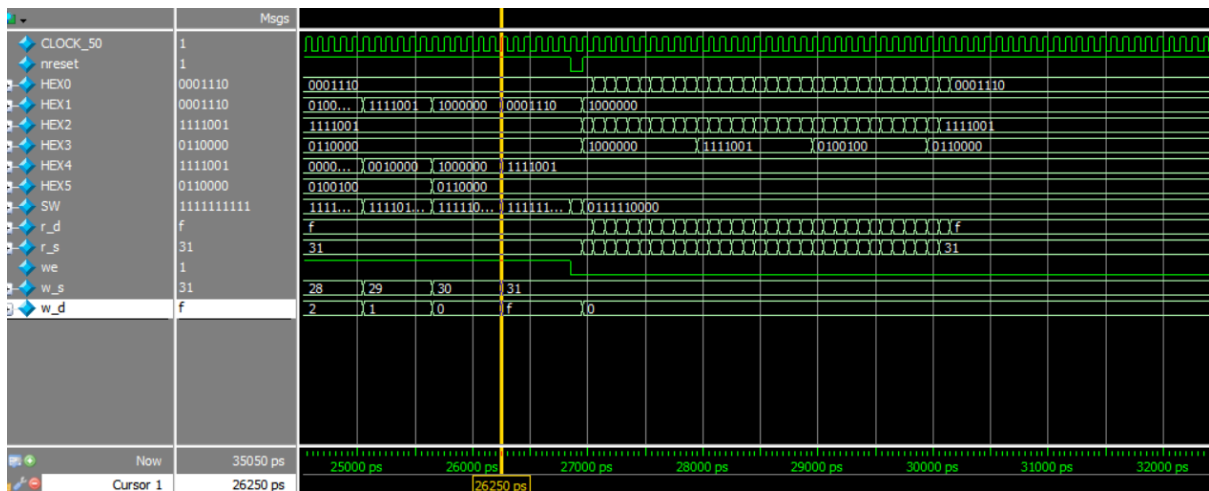 Msgs
CLOCK_50 1
nreset 1
HEX0 0001110 0001110 0001110
HEX1 0001110 0100... 1111001 1000000 0001110 1000000
HEX2 1111001 1111001 1111001
HEX3 0110000 0110000 1000000 1111001 0100100 0110000
HEX4 1111001 0000... 0010000 1000000 1111001
HEX5 0110000 0100100 0110000
SW 1111111111 1111... 111101... 111110... 111111... 0111110000
r_d f f f
r_s 31 31 31
we 1
w_s 31 28 29 30 31
w_d f 2 1 0 f 0
Now 35050 ps 25000 ps 26000 ps 27000 ps 28000 ps 29000 ps 30000 ps 31000 ps 32000 ps
Cursor 1 26250 ps 26250 ps